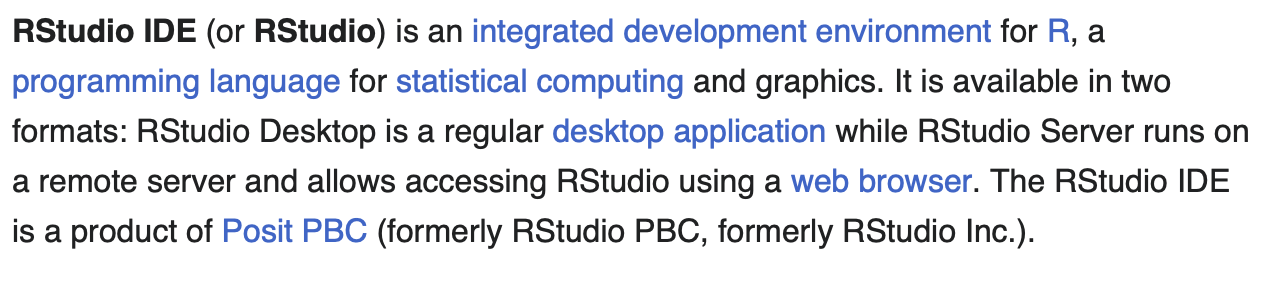 RStudio IDE (or RStudio) is an integrated development environment for R, a
programming language for statistical computing and graphics. It is available in two
formats: RStudio Desktop is a regular desktop application while RStudio Server runs on
a remote server and allows accessing RStudio using a web browser. The RStudio IDE
is a product of Posit PBC (formerly RStudio PBC, formerly RStudio Inc.).